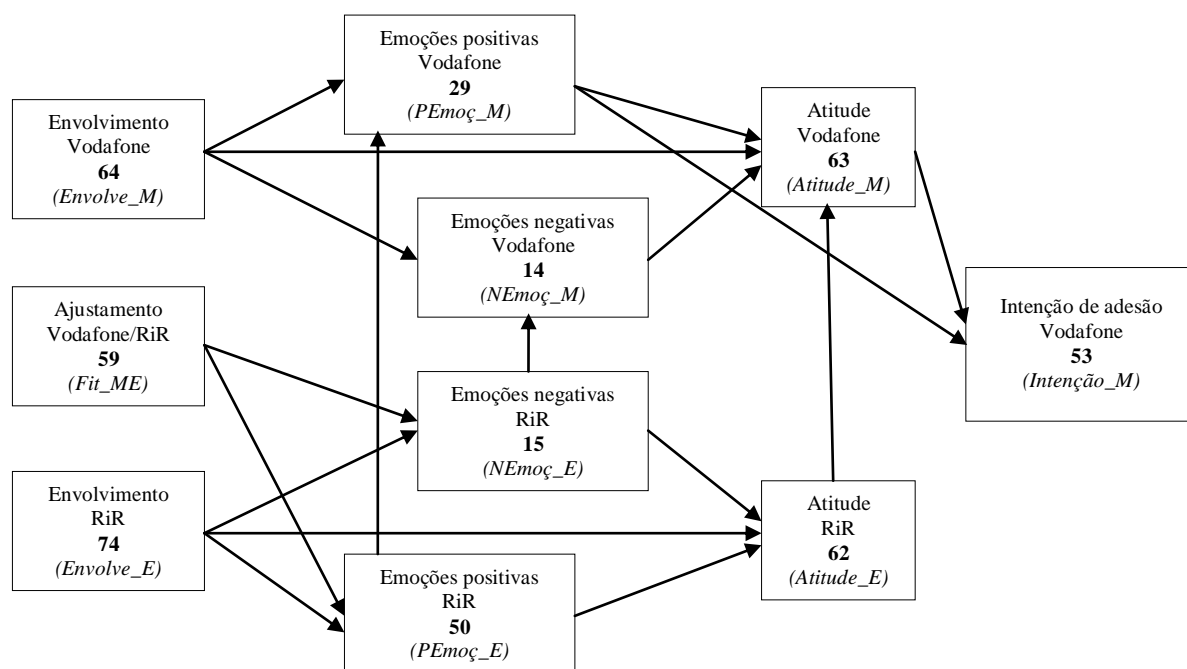 Emoções positivas
Vodafone
29
(PEmoç_M)
Envolvimento
Vodafone
64
(Envolve_M)
Atitude
Vodafone
63
(Atitude_M)
Emoções negativas
Vodafone
14
(NEmoç_M)
Ajustamento
Vodafone/RiR
59
(Fit_ME)
Intenção de adesão
Vodafone
53
(Intenção_M)
Emoções negativas
RiR
15
(NEmoç_E)
Envolvimento
RiR
74
(Envolve_E)
Atitude
RiR
62
(Atitude_E)
Emoções positivas
RiR
50
(PEmoç_E)